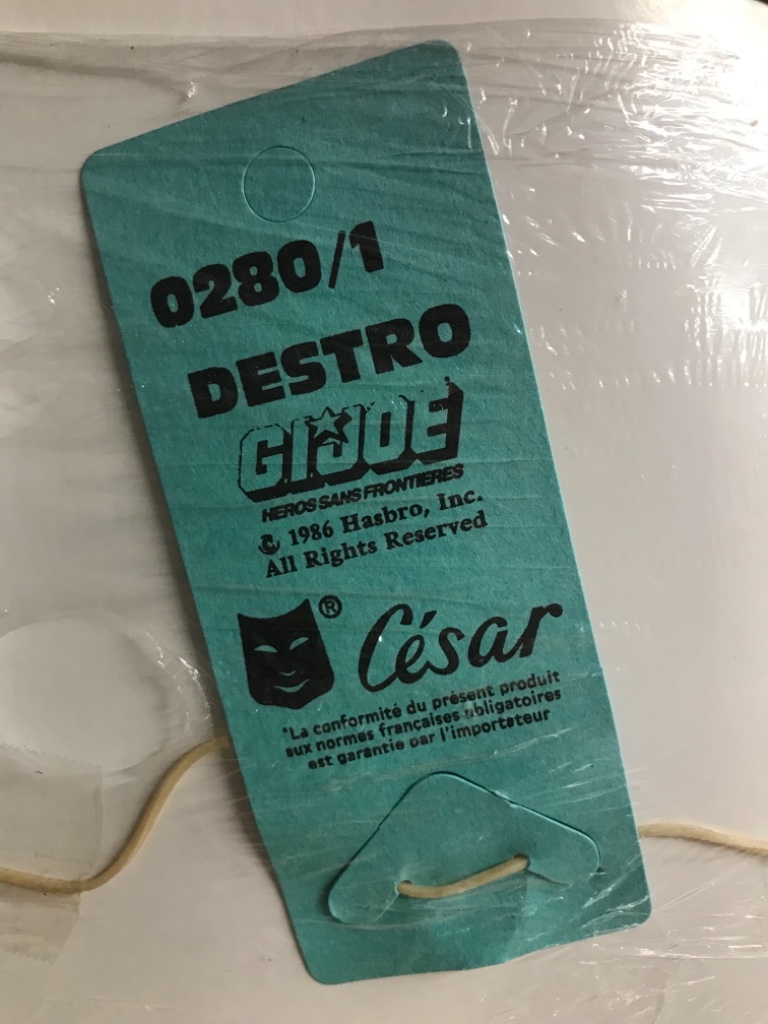 0280/1
DESTRO
G.I.JOE
HEROS SANS FRONTIERES
© 1986 Hasbro, Inc.
All Rights Reserved
®
César
"La conformité du présent produit
aux normes françaises obligatoires
est garantie par l'importateur